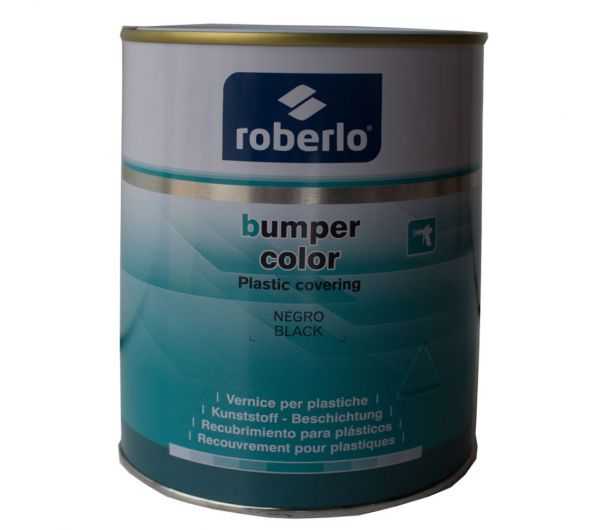 roberlo®
bumper
color
Plastic covering
NEGRO
BLACK
Vernice per plastiche
Kunststoff - Beschichtung
Recubrimiento para plásticos
Recouvrement pour plastiques